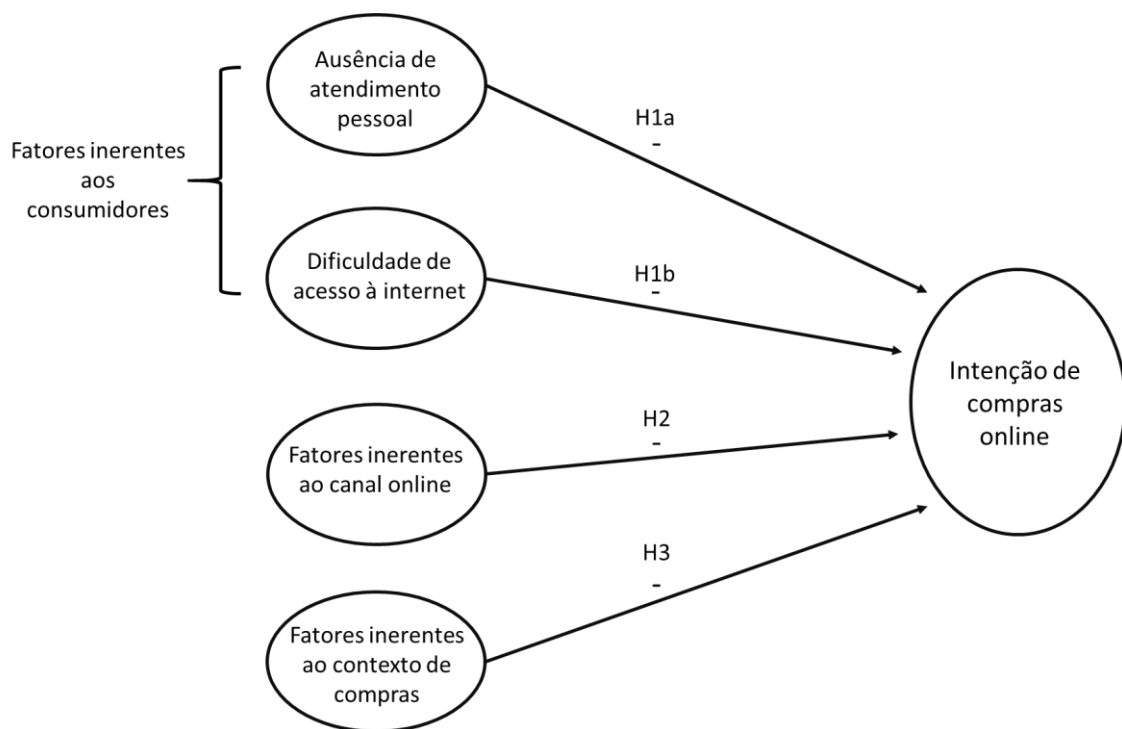 Fatores inerentes
aos
consumidores
Ausência de
atendimento
pessoal
H1a
-
Dificuldade de
acesso à internet
H1b
-
Fatores inerentes
ao canal online
H2
-
Fatores inerentes
ao contexto de
compras
H3
-
Intenção de
compras
online